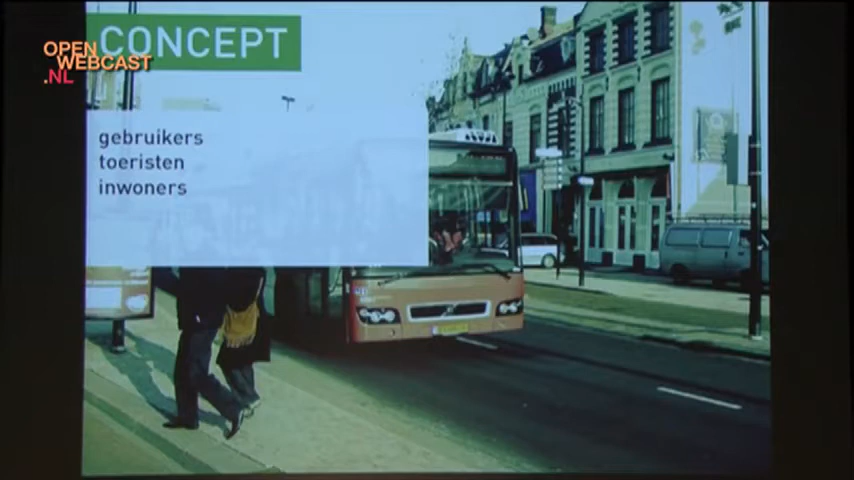 CONCEPT
OPEN
WEBCAST
.NL
gebruikers
toeristen
inwoners